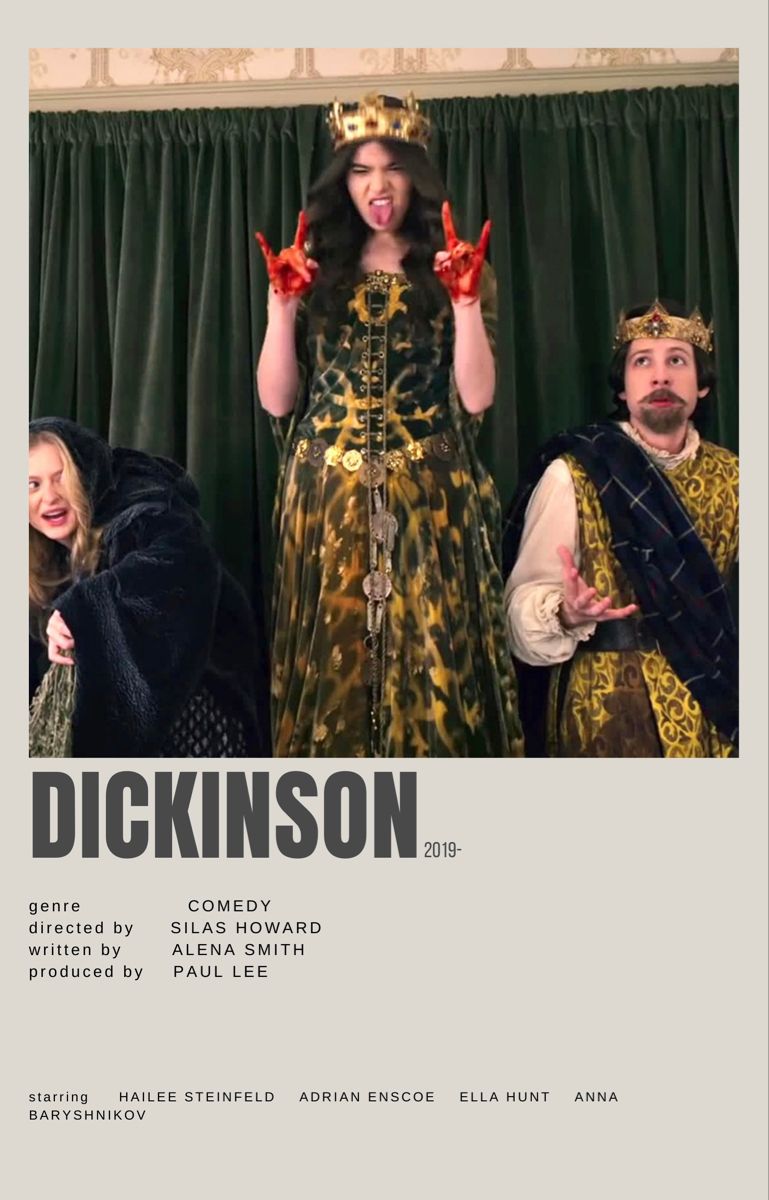 DICKINSON 2019-
genre COMEDY
directed by SILAS HOWARD
written by ALENA SMITH
produced by PAUL LEE
starring HAILEE STEINFELD ADRIAN ENSCOE ELLA HUNT ANNA
BARYSHNIKOV